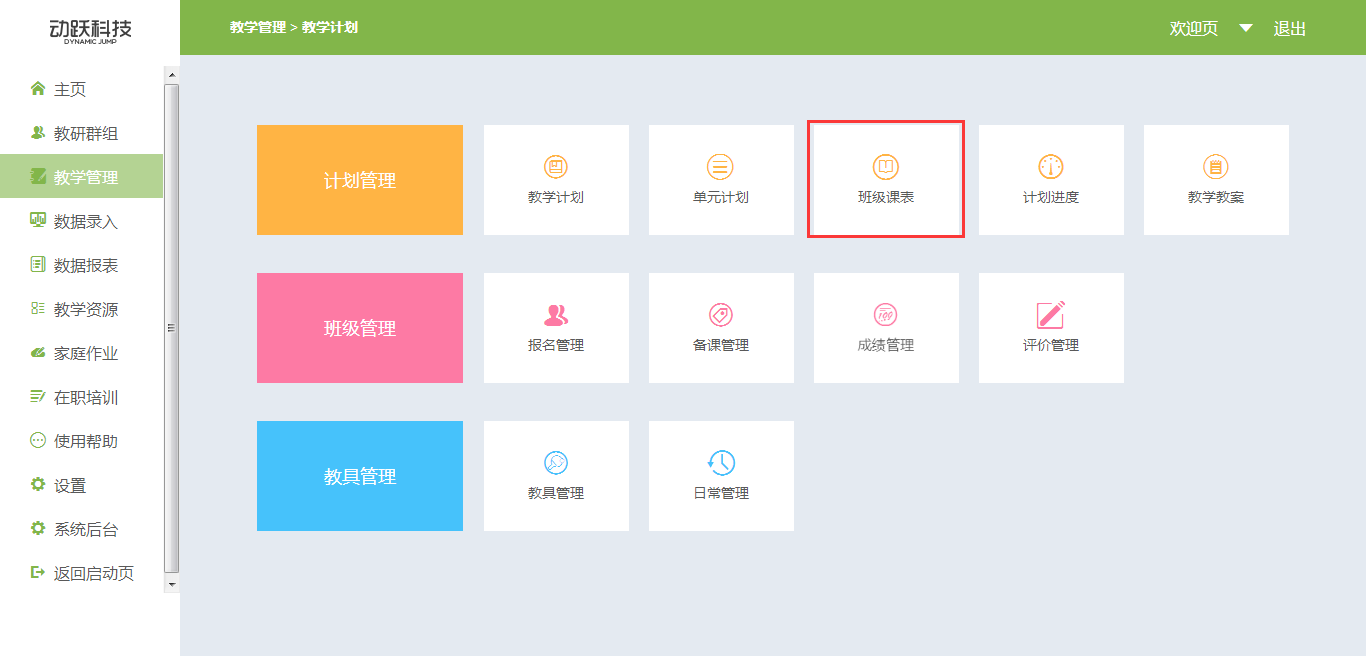 动跃科技
DYNAMIC JUMP
教学管理 > 教学计划
欢迎页
退出
主页
教研群组
教学管理
数据录入
数据报表
教学资源
家庭作业
在职培训
使用帮助
设置
系统后台
返回启动页
计划管理
教学计划
单元计划
班级课表
计划进度
教学教案
班级管理
报名管理
备课管理
100
成绩管理
评价管理
教具管理
教具管理
日常管理